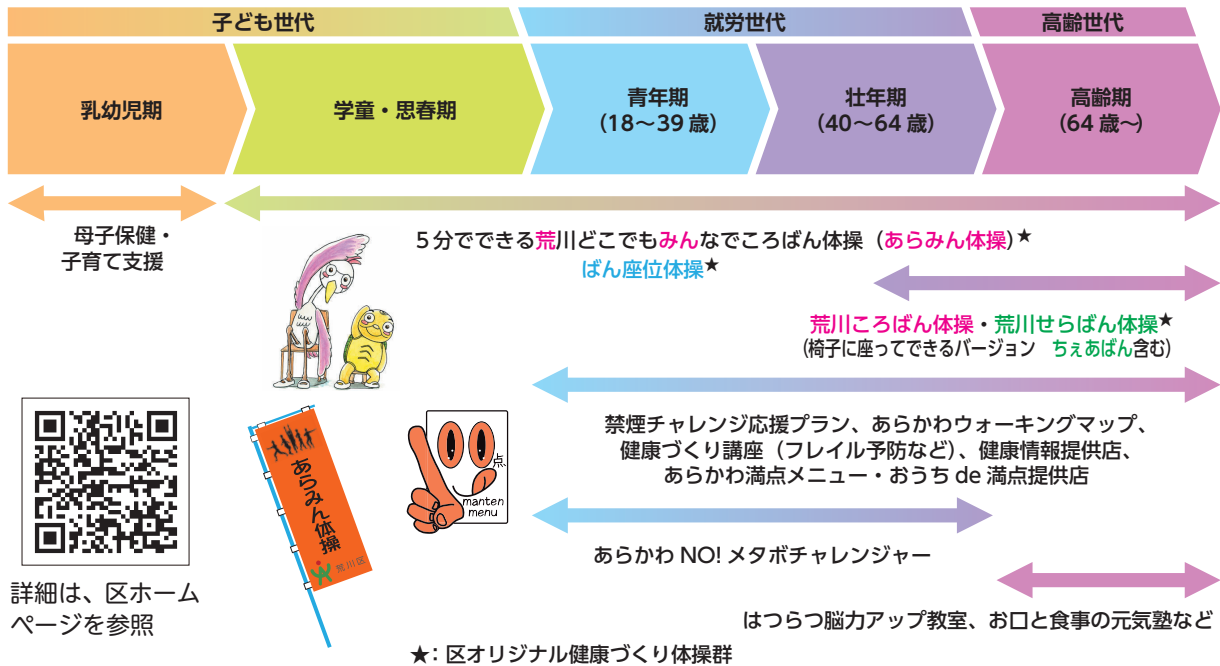 子ども世代
就労世代
高齢世代
乳幼児期
学童・思春期
青年期
(18〜39 歳)
壮年期
(40〜64 歳)
高齢期
(64 歳〜)
母子保健・
子育て支援
5分でできる荒川どこでもみんなでころばん体操（あらみん体操）★
ばん座位体操★
荒川ころばん体操・荒川せらばん体操★
(椅子に座ってできるバージョン ちぇあばん含む)
禁煙チャレンジ応援プラン、あらかわウォーキングマップ、
健康づくり講座（フレイル予防など）、健康情報提供店、
あらかわ満点メニュー・おうち de 満点提供店
点
manten
menu
あらみん体操
荒川区
あらかわ NO! メタボチャレンジャー
詳細は、区ホーム
ページを参照
はつらつ脳力アップ教室、お口と食事の元気塾など
★：区オリジナル健康づくり体操群